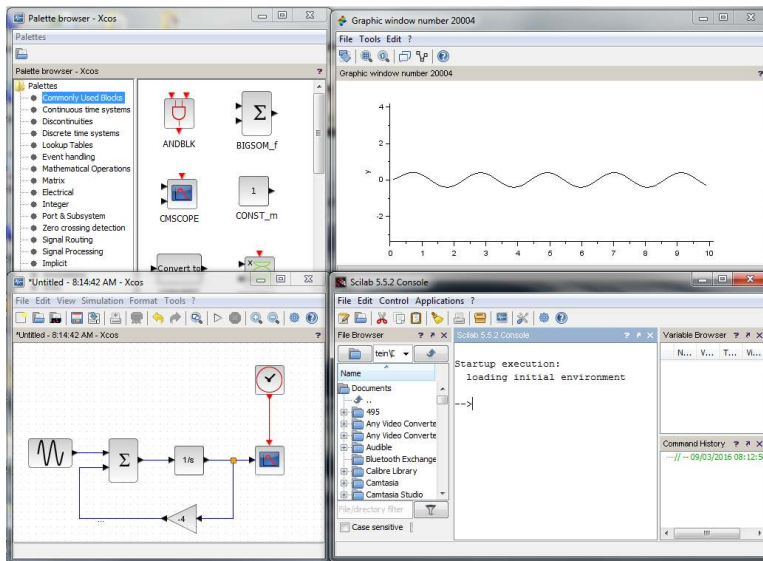 Palette browser - Xcos
Palettes
Palette browser - Xcos ?
Palettes
Commonly Used Blocks
Continuous time systems
Discontinuities
Discrete time systems
Lookup Tables
Event handling
Mathematical Operations
Matrix
Electrical
Integer
Port & Subsystem
Zero crossing detection
Signal Routing
Signal Processing
Implicit
ANDBLK
Σ
BIGSOM_f
CMSCOPE
1
CONST_m
Convert to
X
Graphic window number 20004
File Tools Edit ?
Graphic window number 20004 ?
y
4
2
0
-2
0 1 2 3 4 5 6 7 8 9 10
*Untitled - 8:14:42 AM - Xcos
File Edit View Simulation Format Tools ?
*Untitled - 8:14:42 AM - Xcos ?
Σ
1/s
-4
...
Scilab 5.5.2 Console
File Edit Control Applications ?
File Browser ?
tein\
Name
Documents
..
495
Any Video Converte
Any Video Converte
Audible
Bluetooth Exchange
Calibre Library
Camtasia
Camtasia Studio
File/directory filter
Case sensitive
Scilab 5.5.2 Console ?
Startup execution:
loading initial environment
-->
Variable Browser ?
N... V... T... Vi...
Command History ?
// -- 09/03/2016 08:12:5